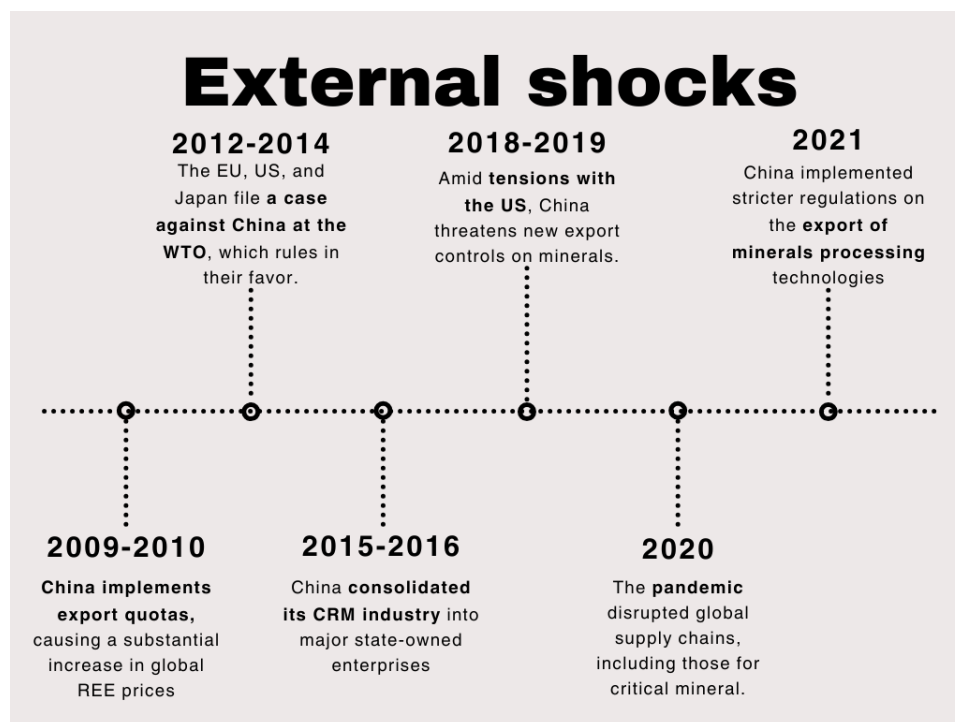 External shocks
2012-2014
The EU, US, and
Japan file a case
against China at the
WTO, which rules in
their favor.
2018-2019
Amid tensions with
the US, China
threatens new export
controls on minerals.
2021
China implemented
stricter regulations on
the export of
minerals processing
technologies
2009-2010
China implements
export quotas,
causing a substantial
increase in global
REE prices
2015-2016
China consolidated
its CRM industry into
major state-owned
enterprises
2020
The pandemic
disrupted global
supply chains,
including those for
critical mineral.